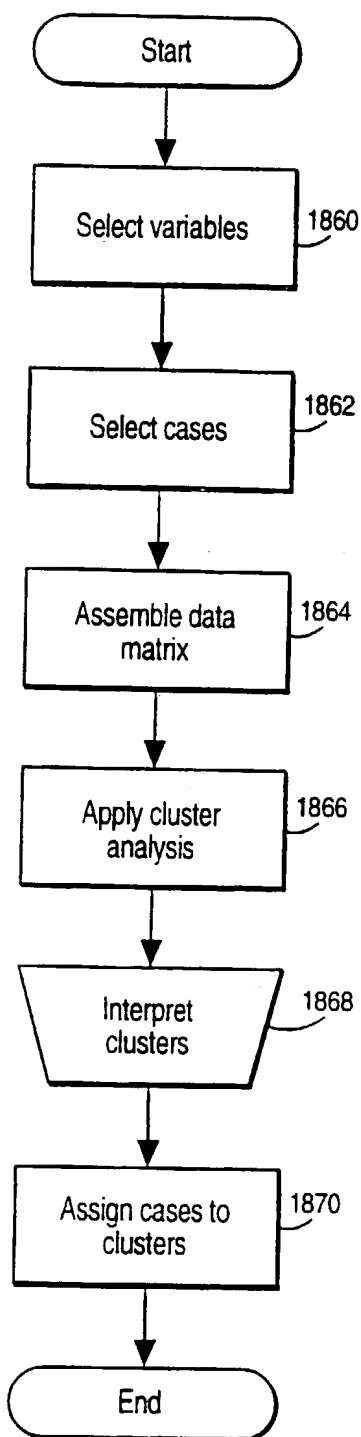 Start
Select variables
1860
Select cases
1862
Assemble data
matrix
1864
Apply cluster
analysis
1866
Interpret
clusters
1868
Assign cases to
clusters
1870
End